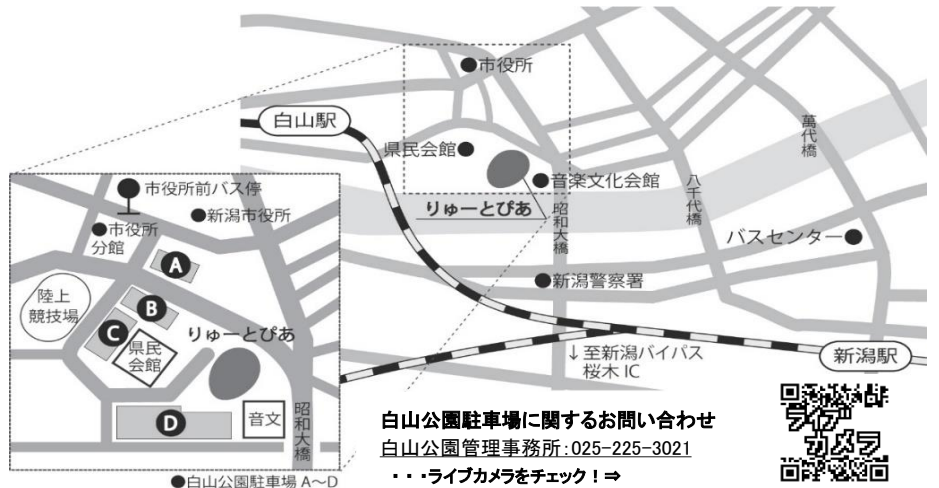 市役所
白山駅
県民会館
音楽文化会館
りゅーとぴあ
昭和大橋
八千代橋
萬代橋
バスセンター
新潟警察署
↓至新潟バイパス
桜木IC
新潟駅
市役所前バス停
新潟市役所
市役所
分館
A
B
C
陸上
競技場
県民
会館
りゅーとぴあ
D
音文
昭和大橋
●白山公園駐車場 A~D
白山公園駐車場に関するお問い合わせ
白山公園管理事務所:025-225-3021
・・・ライブカメラをチェック!⇒
ライブ
カメラ